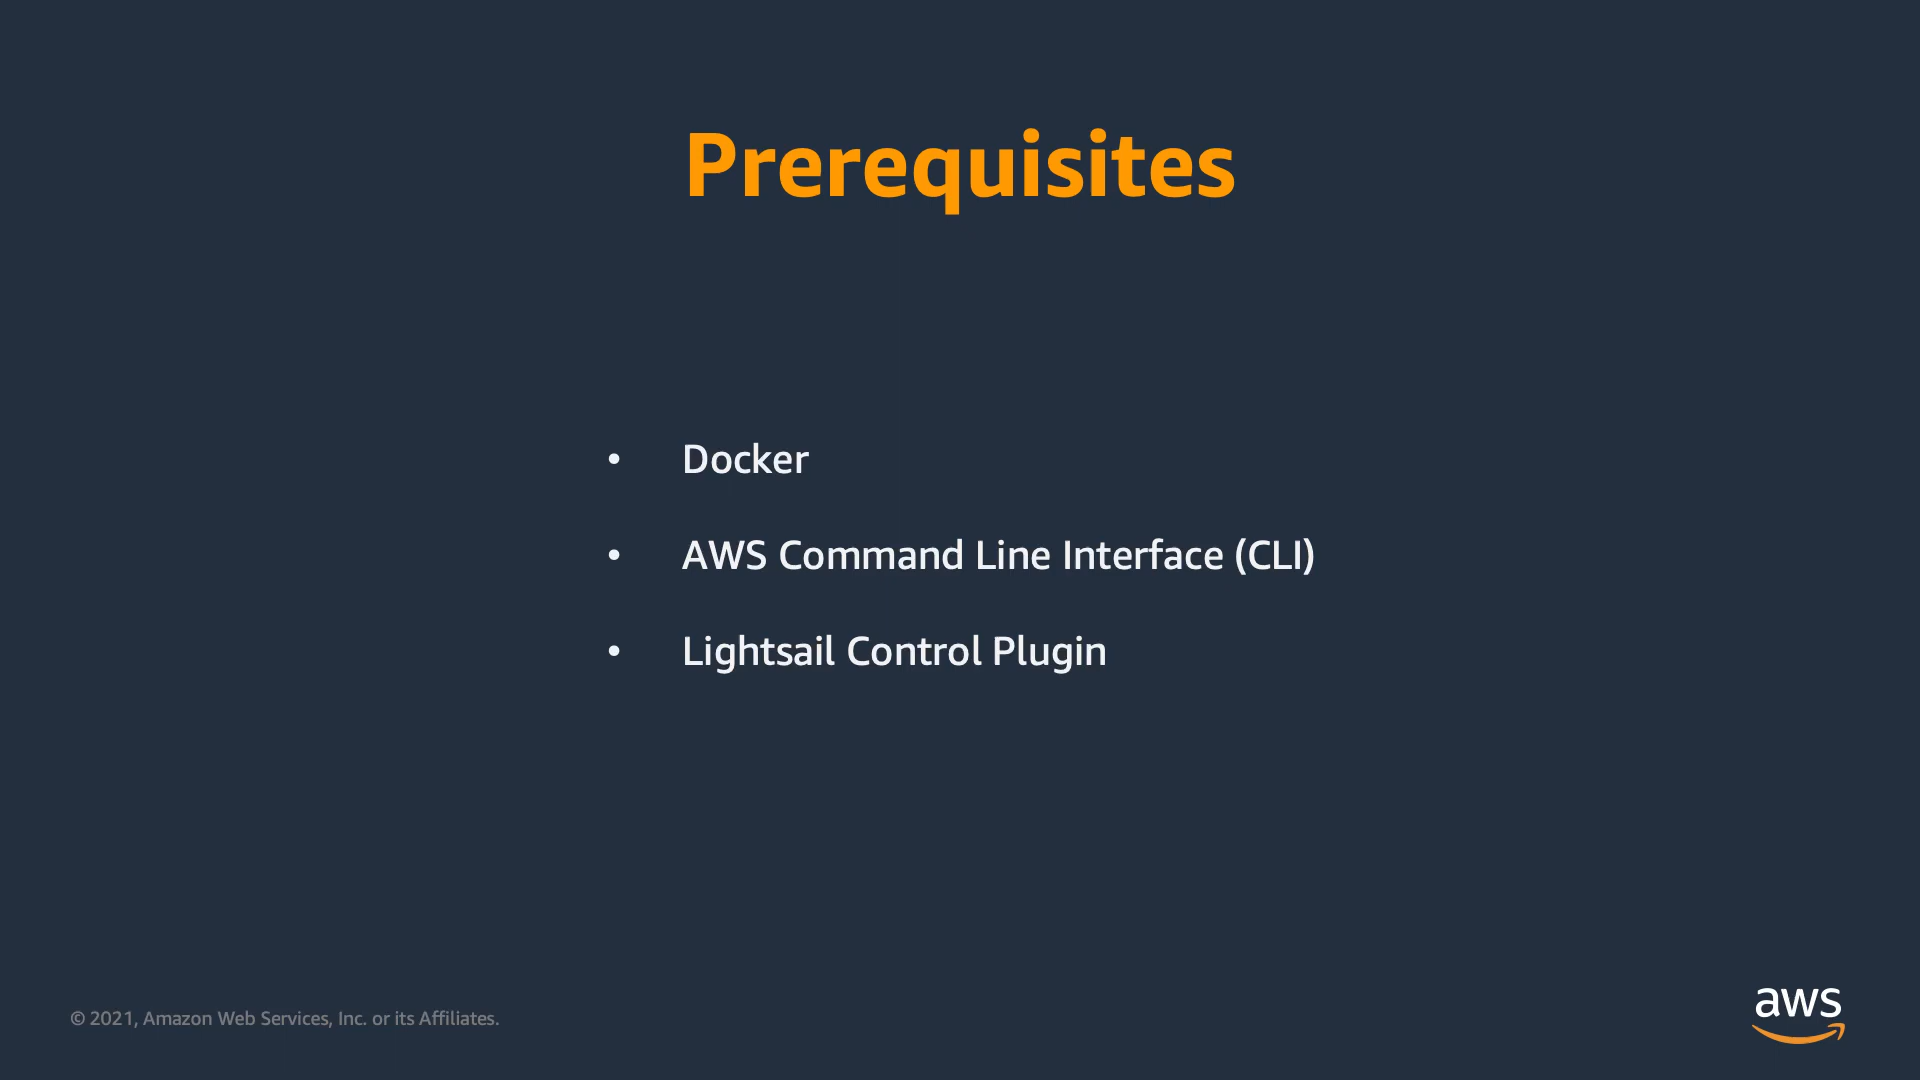 Prerequisites
• Docker
• AWS Command Line Interface (CLI)
• Lightsail Control Plugin
© 2021, Amazon Web Services, Inc. or its Affiliates.
aws